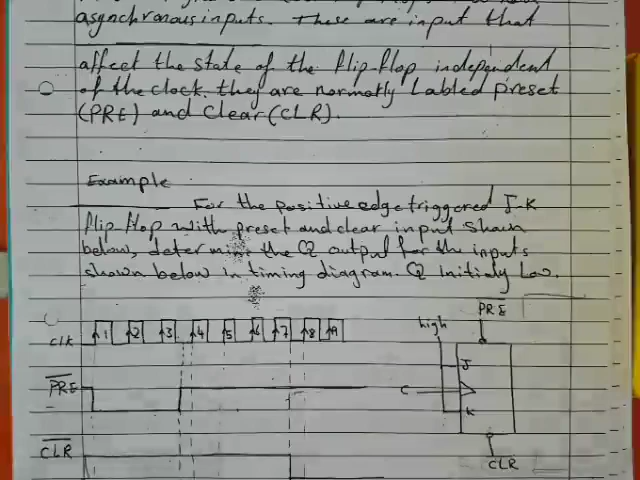 asynchronous inputs. These are input that
affect the state of the flip-flop independent
of the clock. they are normotly Labled preset
(PRE) and Clear (CLR).
Example
For the positive edge triggered J-K
flip-flop with preset and clear input shown
below, determine the Q output for the inputs
shown below in timing diagram. Q Initialy Low.
PRE
high
clk 1 2 3 4 5 6 7 8 9
J
PRE
C
K
CLR
CLR